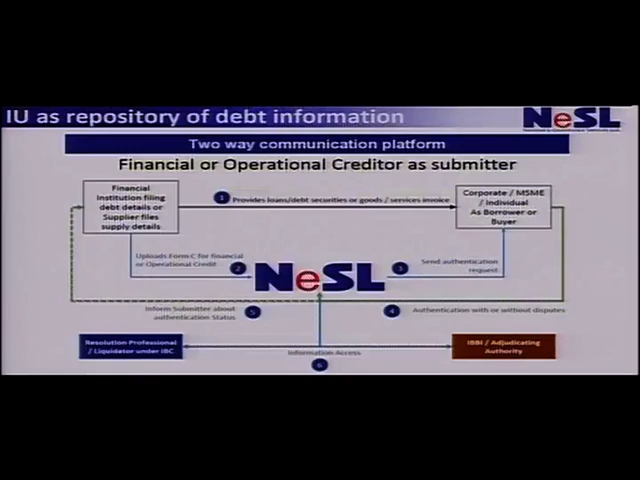 IU as repository of debt information
NeSL
Two way communication platform
Financial or Operational Creditor as submitter
Financial
Institution filing
debt details or
Supplier files
supply details
1
Provides loans/debt securities or goods / services invoice
Corporate / MSME
/ Individual
As Borrower or
Buyer
Uploads Form C for financial
or Operational Credit
2
NeSL
3
Send authentication
request
Inform Submitter about
authentication Status
5
4
Authentication with or without disputes
Resolution Professional
/ Liquidator under IBC
Information Access
6
IBBI / Adjudicating
Authority